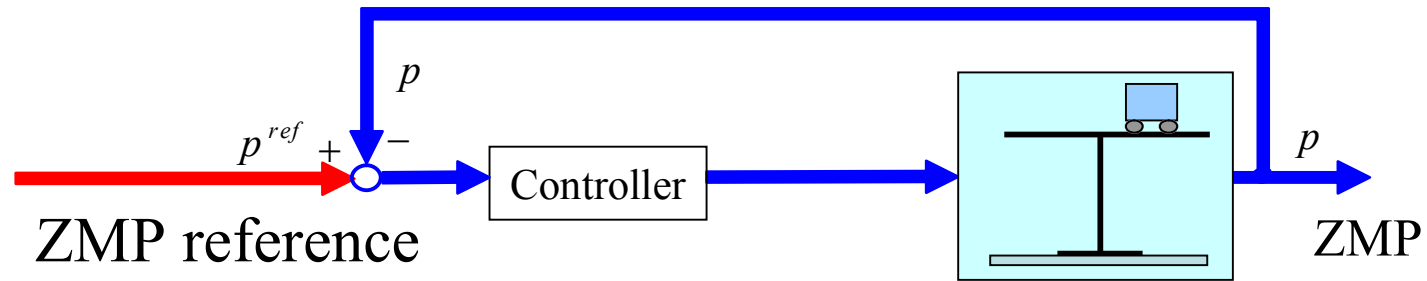 p
p^ref + −
Controller
p
ZMP reference
ZMP